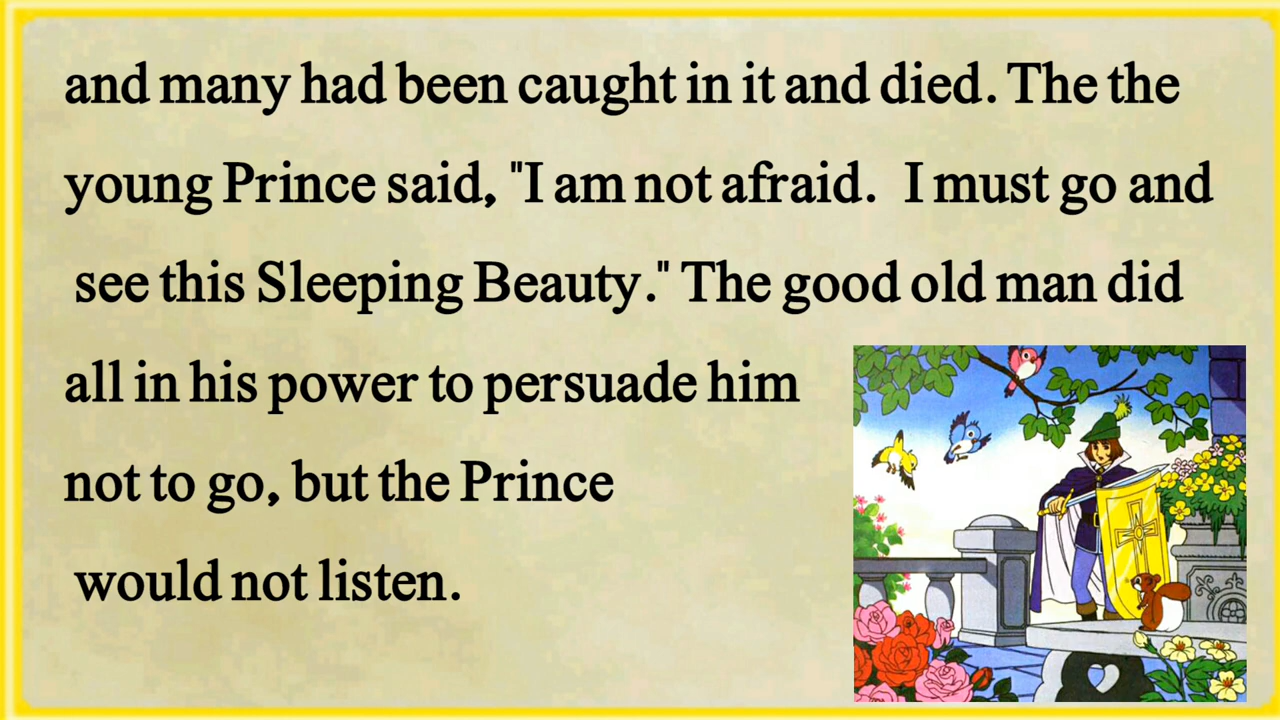 and many had been caught in it and died. The the
young Prince said, "I am not afraid.  I must go and
see this Sleeping Beauty." The good old man did
all in his power to persuade him
not to go, but the Prince
would not listen.